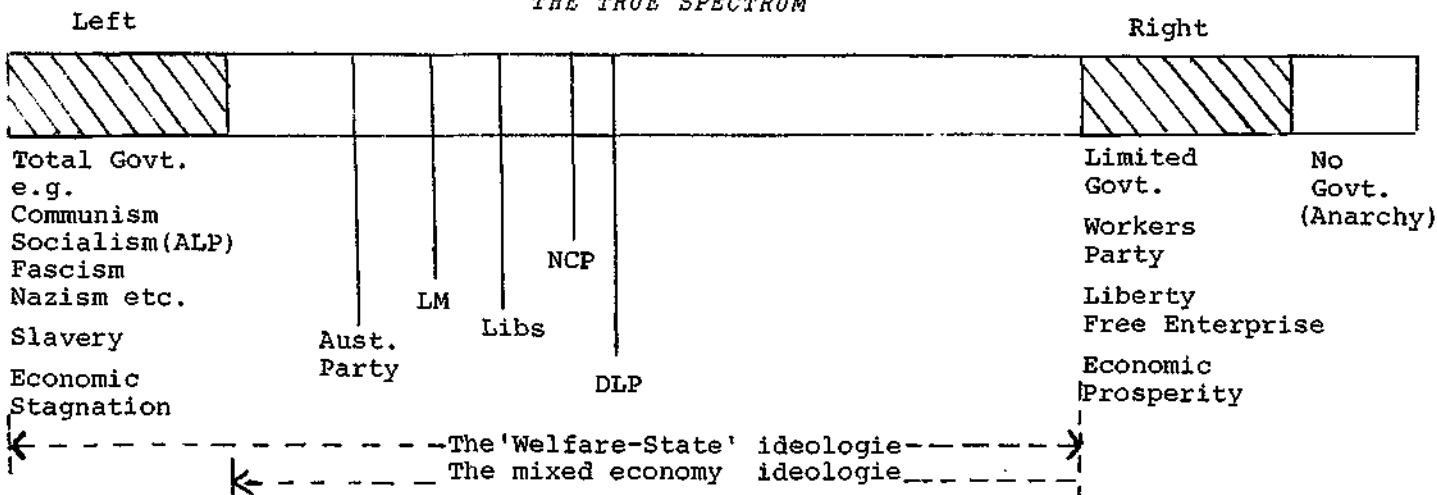 THE TRUE SPECTRUM
Left
Right
Total Govt.
e.g.
Communism
Socialism(ALP)
Fascism
Nazism etc.
Slavery
Economic
Stagnation
Aust.
Party
LM
Libs
NCP
DLP
Limited
Govt.
Workers
Party
Liberty
Free Enterprise
Economic
Prosperity
No
Govt.
(Anarchy)
The'Welfare-State' ideologie
The mixed economy ideologie